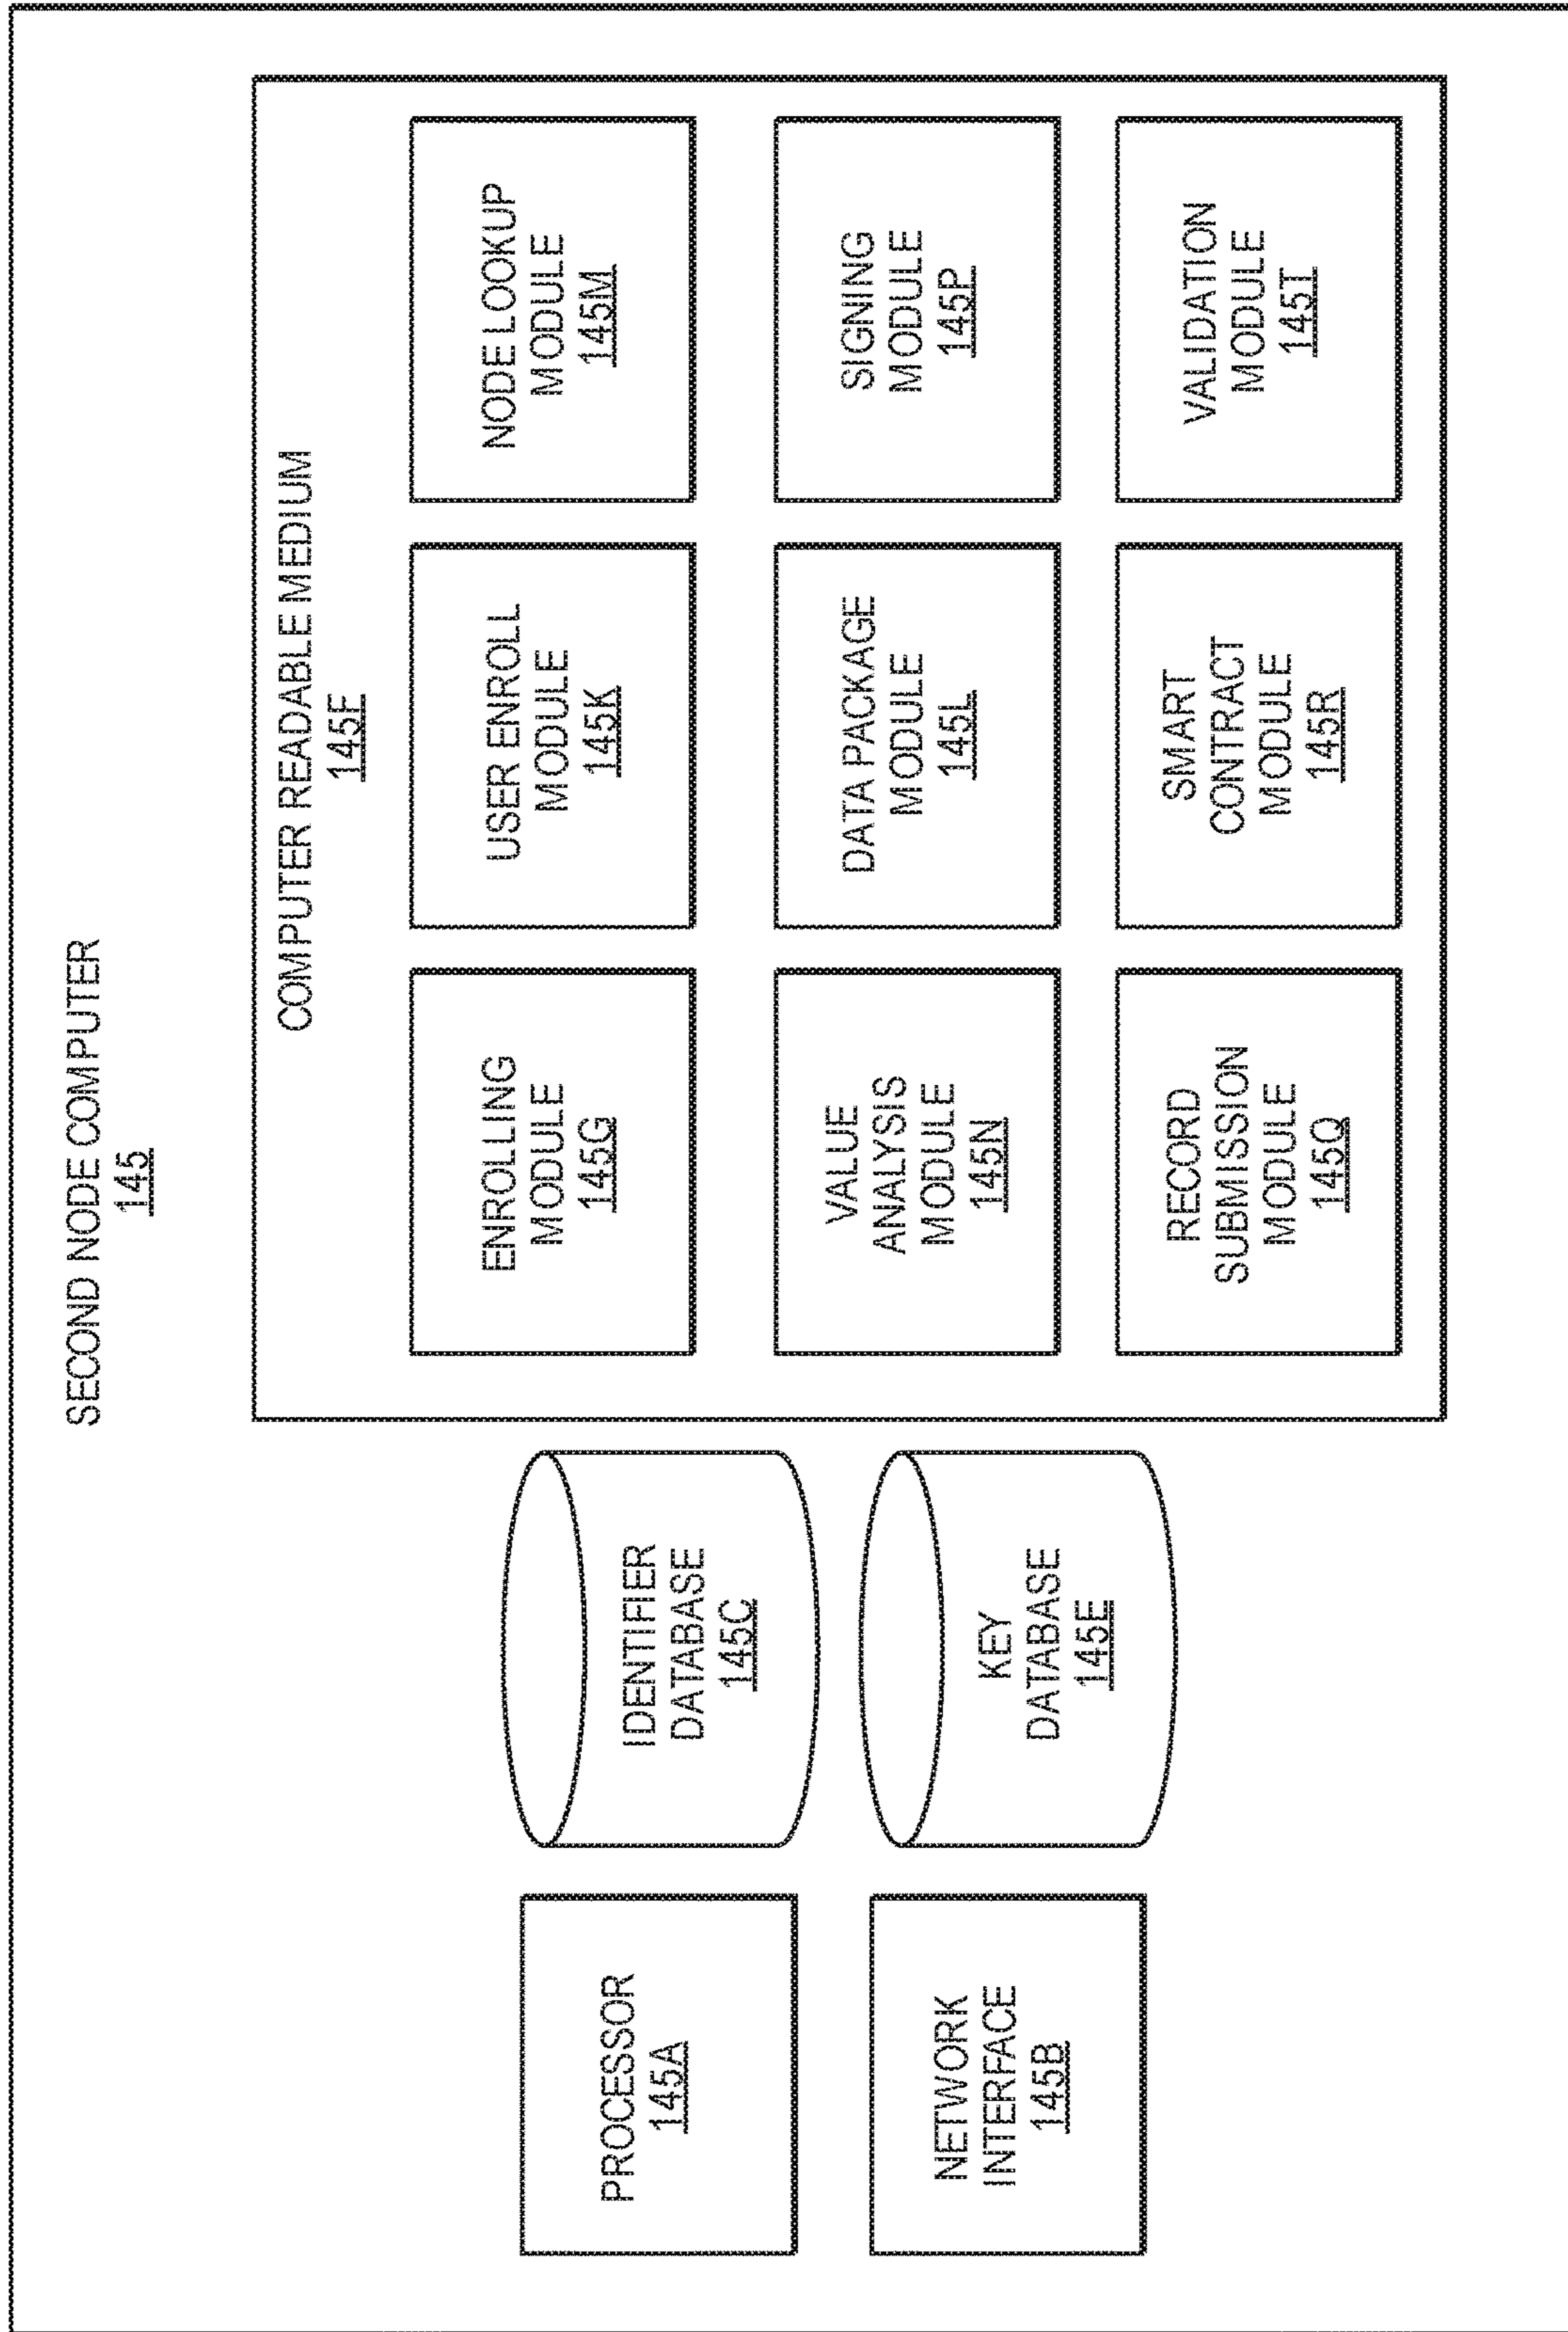 SECOND NODE COMPUTER
145
PROCESSOR
145A
NETWORK
INTERFACE
145B
IDENTIFIER
DATABASE
145C
KEY
DATABASE
145E
COMPUTER READABLE MEDIUM
145F
ENROLLING
MODULE
145G
USER ENROLL
MODULE
145K
NODE LOOKUP
MODULE
145M
VALUE
ANALYSIS
MODULE
145N
DATA PACKAGE
MODULE
145L
SIGNING
MODULE
145P
RECORD
SUBMISSION
MODULE
145Q
SMART
CONTRACT
MODULE
145R
VALIDATION
MODULE
145T